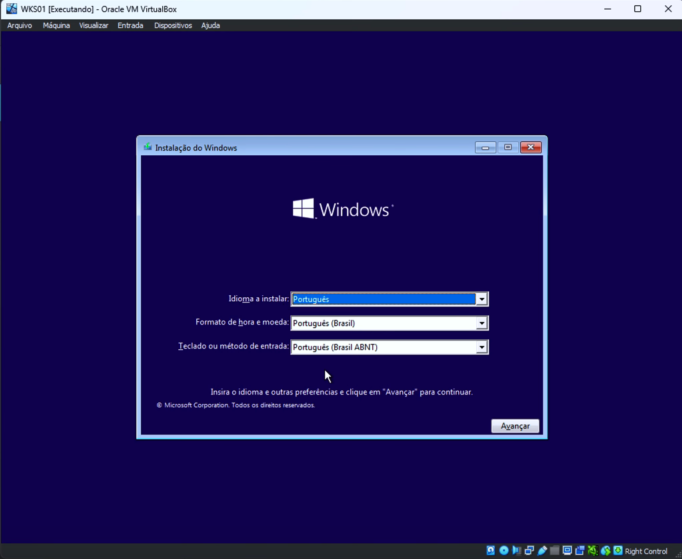 WKS01 [Executando] - Oracle VM VirtualBox
Arquivo Máquina Visualizar Entrada Dispositivos Ajuda
Instalação do Windows
Windows
Idioma a instalar: Português
Formato de hora e moeda: Português (Brasil)
Teclado ou método de entrada: Português (Brasil ABNT)
Insira o idioma e outras preferências e clique em "Avançar" para continuar.
© Microsoft Corporation. Todos os direitos reservados.
Avançar
Right Control